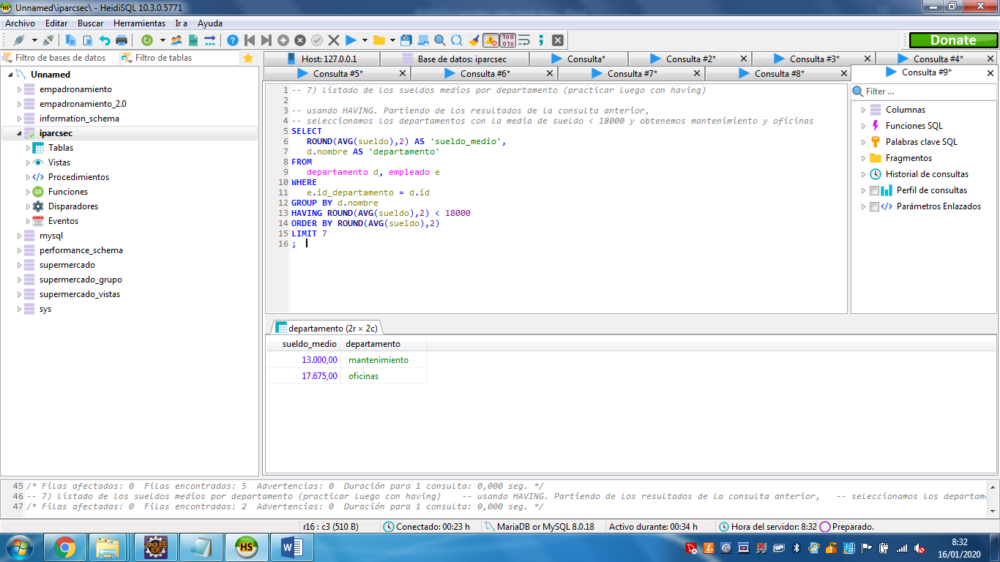 Unnamed\iparcsec\ - HeidiSQL 10.3.0.5771
Archivo Editar Buscar Herramientas Ir a Ayuda
Donate
Filtro de bases de datos Filtro de tablas
Host: 127.0.0.1 Base de datos: iparcsec Consulta* Consulta #2* Consulta #3* Consulta #4*
Consulta #5* Consulta #6* Consulta #7* Consulta #8* Consulta #9*
Unnamed
empadronamiento
empadronamiento_2.0
information_schema
iparcsec
Tablas
Vistas
Procedimientos
Funciones
Disparadores
Eventos
mysql
performance_schema
supermercado
supermercado_grupo
supermercado_vistas
sys
1 -- 7) listado de los sueldos medios por departamento (practicar luego con having)
2
3 -- usando HAVING. Partiendo de los resultados de la consulta anterior,
4 -- seleccionamos los departamentos con la media de sueldo < 18000 y obtenemos mantenimiento y oficinas
5 SELECT
6 ROUND(AVG(sueldo),2) AS 'sueldo_medio',
7 d.nombre AS 'departamento'
8 FROM
9 departamento d, empleado e
10 WHERE
11 e.id_departamento = d.id
12 GROUP BY d.nombre
13 HAVING ROUND(AVG(sueldo),2) < 18000
14 ORDER BY ROUND(AVG(sueldo),2)
15 LIMIT 7
16 ;
Filter ...
Columnas
Funciones SQL
Palabras clave SQL
Fragmentos
Historial de consultas
Perfil de consultas
Parámetros Enlazados
departamento (2r × 2c)
sueldo_medio departamento
13.000,00 mantenimiento
17.675,00 oficinas
45 /* Filas afectadas: 0 Filas encontradas: 5 Advertencias: 0 Duración para 1 consulta: 0,000 seg. */
46 -- 7) listado de los sueldos medios por departamento (practicar luego con having) -- usando HAVING. Partiendo de los resultados de la consulta anterior, -- seleccionamos los departam
47 /* Filas afectadas: 0 Filas encontradas: 2 Advertencias: 0 Duración para 1 consulta: 0,000 seg. */
r16 : c3 (510 B) Conectado: 00:23 h MariaDB or MySQL 8.0.18 Activo durante: 00:34 h Hora del servidor: 8:32 Preparado.
Java EE IDE
HS
8:32
16/01/2020